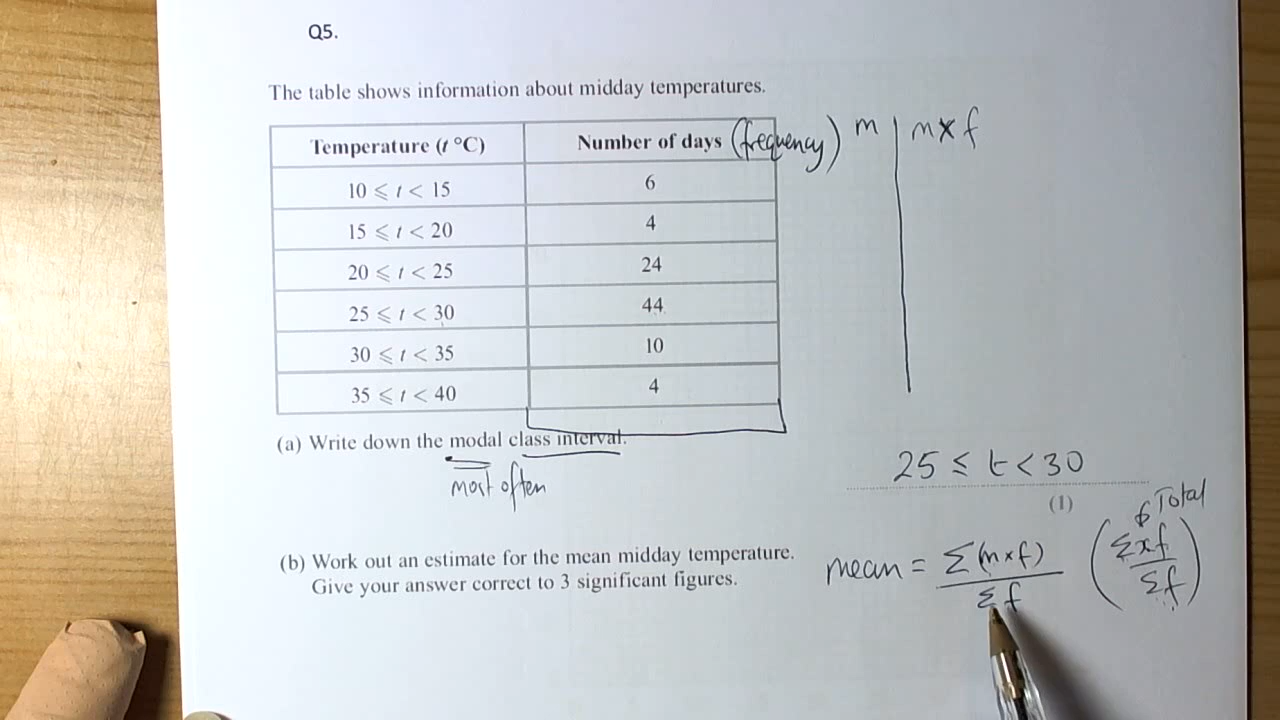 Q5.
The table shows information about midday temperatures.
Temperature (t °C) Number of days (frequency) m m×f
10 ⩽ t < 15 6
15 ⩽ t < 20 4
20 ⩽ t < 25 24
25 ⩽ t < 30 44
30 ⩽ t < 35 10
35 ⩽ t < 40 4
(a) Write down the modal class interval.
most often
25 ≤ t < 30
(1)
Total
(b) Work out an estimate for the mean midday temperature.
Give your answer correct to 3 significant figures.
mean = Σ(m×f) / Σf (Σxf / Σf)